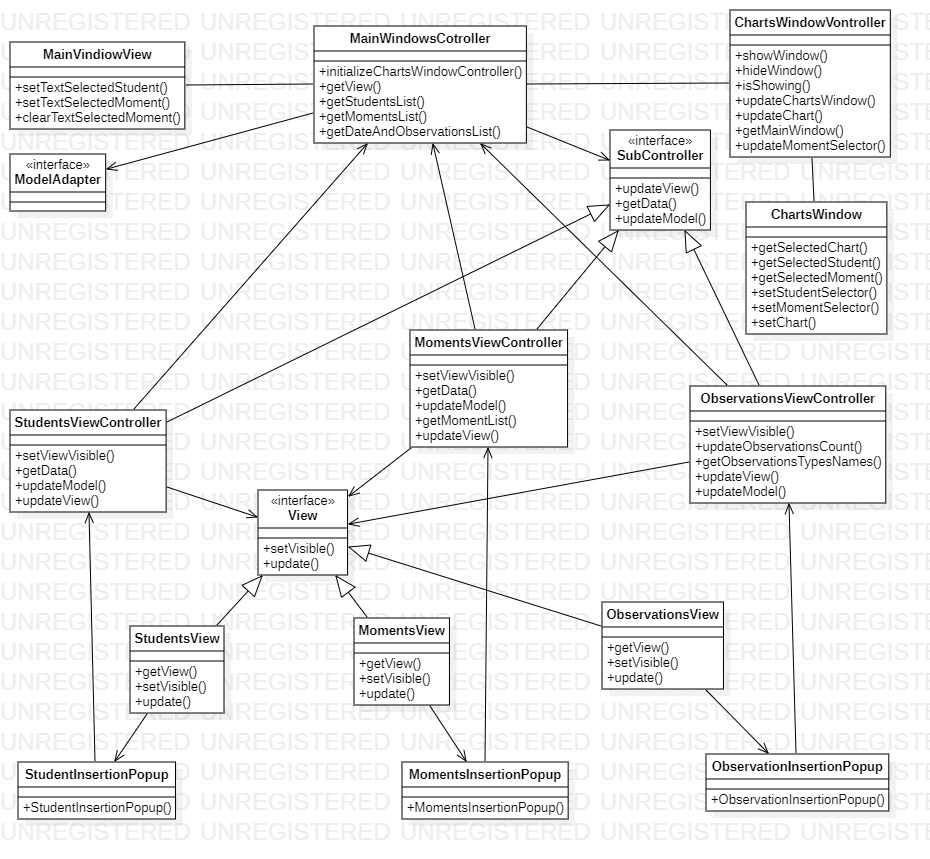 MainVindiowView
+setTextSelectedStudent()
+setTextSelectedMoment()
+clearTextSelectedMoment()
MainWindowsCotroller
+initializeChartsWindowController()
+getView()
+getStudentsList()
+getMomentsList()
+getDateAndObservationsList()
ChartsWindowVontroller
+showWindow()
+hideWindow()
+isShowing()
+updateChartsWindow()
+updateChart()
+getMainWindow()
+updateMomentSelector()
«interface»
ModelAdapter
«interface»
SubController
+updateView()
+getData()
+updateModel()
ChartsWindow
+getSelectedChart()
+getSelectedStudent()
+getSelectedMoment()
+setStudentSelector()
+setMomentSelector()
+setChart()
MomentsViewController
+setViewVisible()
+getData()
+updateModel()
+getMomentList()
+updateView()
ObservationsViewController
+setViewVisible()
+updateObservationsCount()
+getObservationsTypesNames()
+updateView()
+updateModel()
StudentsViewController
+setViewVisible()
+getData()
+updateModel()
+updateView()
«interface»
View
+setVisible()
+update()
StudentsView
+getView()
+setVisible()
+update()
MomentsView
+getView()
+setVisible()
+update()
ObservationsView
+getView()
+setVisible()
+update()
StudentInsertionPopup
+StudentInsertionPopup()
MomentsInsertionPopup
+MomentsInsertionPopup()
ObservationInsertionPopup
+ObservationInsertionPopup()
UNREGISTERED